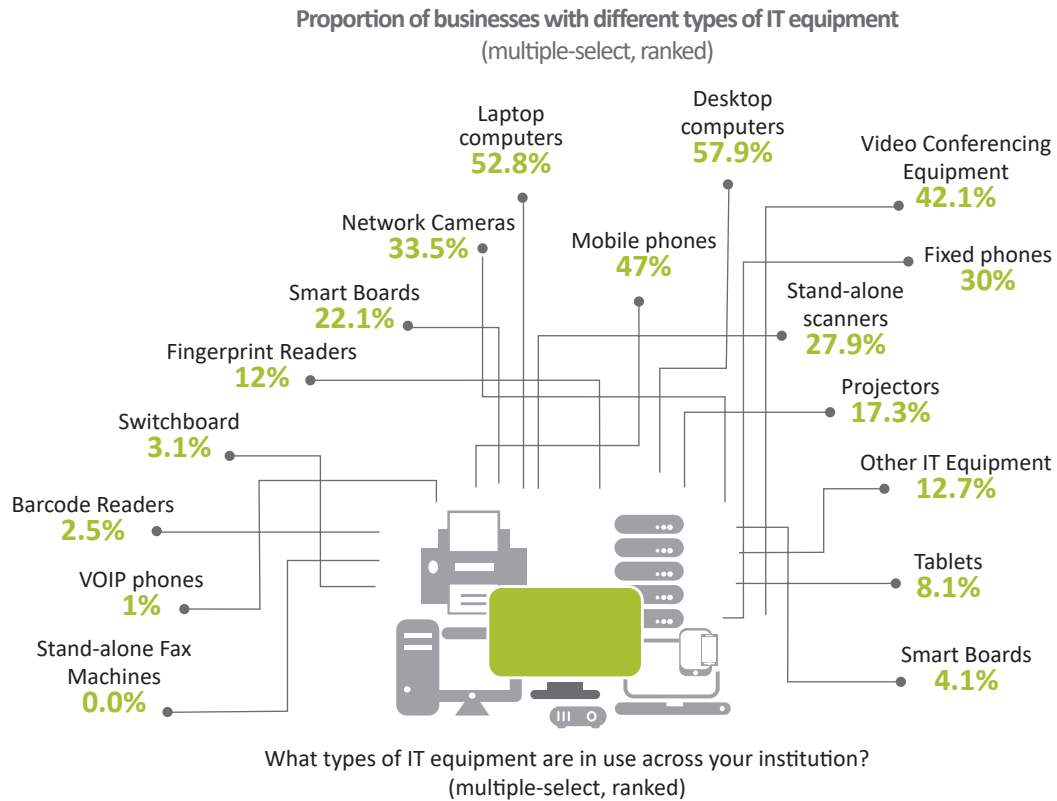 Proportion of businesses with different types of IT equipment
(multiple-select, ranked)
Laptop
computers
52.8%
Desktop
computers
57.9%
Video Conferencing
Equipment
42.1%
Network Cameras
33.5%
Mobile phones
47%
Fixed phones
30%
Smart Boards
22.1%
Stand-alone
scanners
27.9%
Fingerprint Readers
12%
Projectors
17.3%
Switchboard
3.1%
Other IT Equipment
12.7%
Barcode Readers
2.5%
VOIP phones
1%
Tablets
8.1%
Stand-alone Fax
Machines
0.0%
Smart Boards
4.1%
What types of IT equipment are in use across your institution?
(multiple-select, ranked)